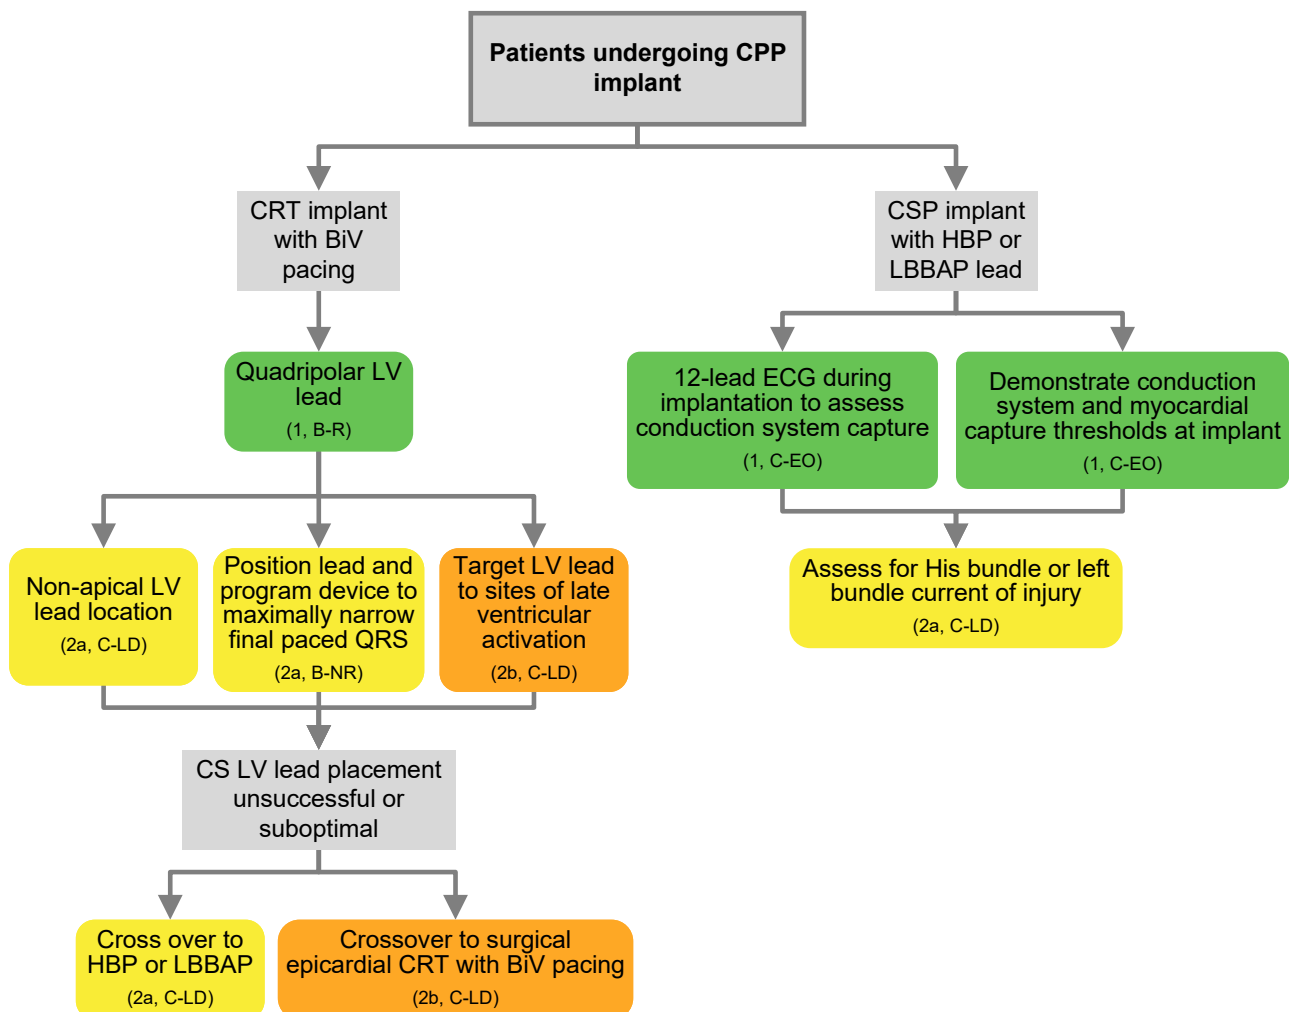 Patients undergoing CPP
implant
CRT implant
with BiV
pacing
CSP implant
with HBP or
LBBAP lead
Quadripolar LV
lead
(1, B-R)
12-lead ECG during
implantation to assess
conduction system capture
(1, C-EO)
Demonstrate conduction
system and myocardial
capture thresholds at implant
(1, C-EO)
Non-apical LV
lead location
(2a, C-LD)
Position lead and
program device to
maximally narrow
final paced QRS
(2a, B-NR)
Target LV lead
to sites of late
ventricular
activation
(2b, C-LD)
Assess for His bundle or left
bundle current of injury
(2a, C-LD)
CS LV lead placement
unsuccessful or
suboptimal
Cross over to
HBP or LBBAP
(2a, C-LD)
Crossover to surgical
epicardial CRT with BiV pacing
(2b, C-LD)